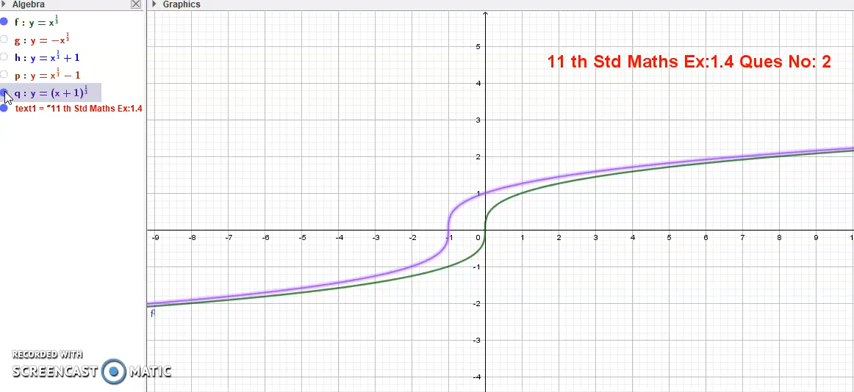 Algebra
Graphics
f : y = x^{1/3}
g : y = −x^{1/3}
h : y = x^{1/3} + 1
p : y = x^{1/3} − 1
q : y = (x + 1)^{1/3}
text1 = "11 th Std Maths Ex:1.4
11 th Std Maths Ex:1.4 Ques No: 2
5
4
3
2
1
-9 -8 -7 -6 -5 -4 -3 -2 -1 0 1 2 3 4 5 6 7 8 9 1
-1
-2
-3
-4
f
RECORDED WITH
SCREENCAST MATIC